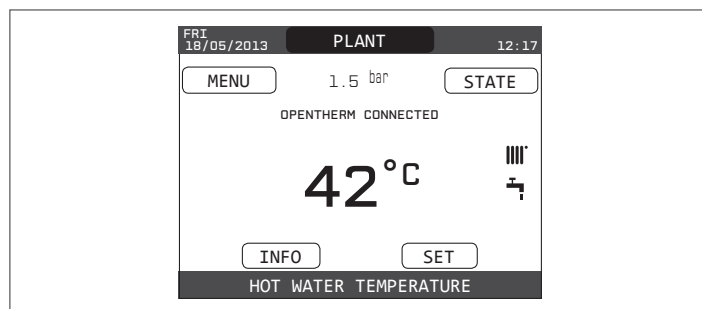 FRI
18/05/2013 PLANT 12:17
MENU 1.5 bar STATE
OPENTHERM CONNECTED
42°C
INFO SET
HOT WATER TEMPERATURE